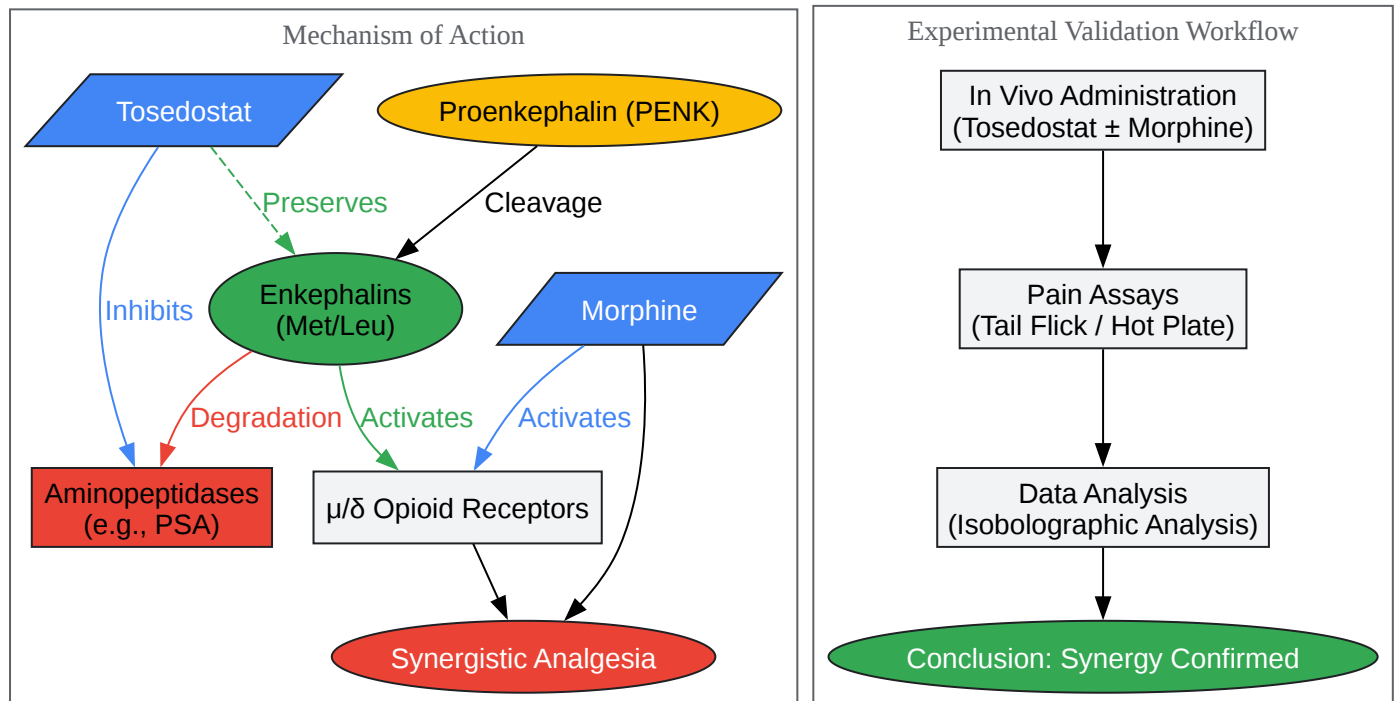 Mechanism of Action
Tosedostat
Proenkephalin (PENK)
Preserves
Cleavage
Enkephalins
(Met/Leu)
Morphine
Inhibits
Degradation
Activates
Activates
Aminopeptidases
(e.g., PSA)
μ/δ Opioid Receptors
Synergistic Analgesia
Experimental Validation Workflow
In Vivo Administration
(Tosedostat ± Morphine)
Pain Assays
(Tail Flick / Hot Plate)
Data Analysis
(Isobolographic Analysis)
Conclusion: Synergy Confirmed